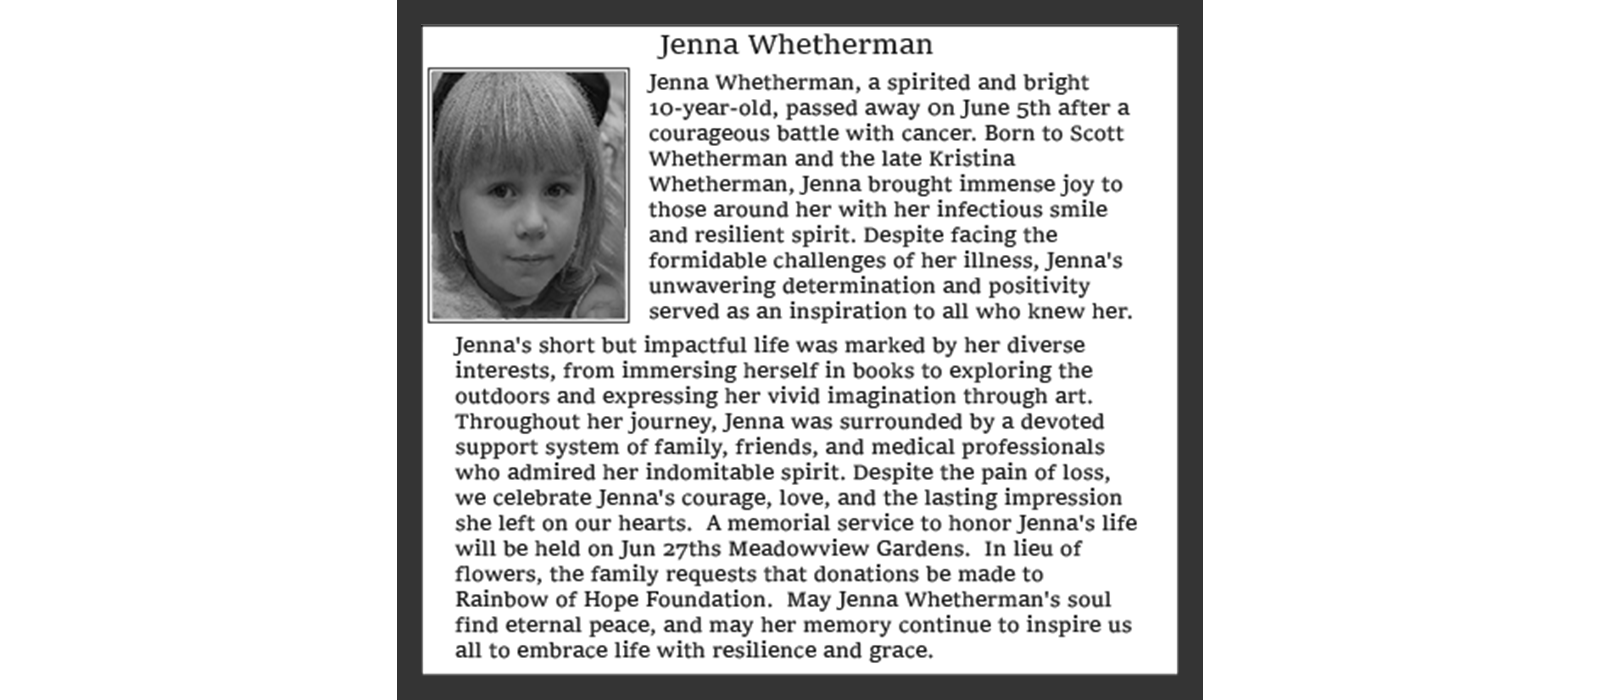 Jenna Whetherman
Jenna Whetherman, a spirited and bright
10-year-old, passed away on June 5th after a
courageous battle with cancer. Born to Scott
Whetherman and the late Kristina
Whetherman, Jenna brought immense joy to
those around her with her infectious smile
and resilient spirit. Despite facing the
formidable challenges of her illness, Jenna's
unwavering determination and positivity
served as an inspiration to all who knew her.
Jenna's short but impactful life was marked by her diverse
interests, from immersing herself in books to exploring the
outdoors and expressing her vivid imagination through art.
Throughout her journey, Jenna was surrounded by a devoted
support system of family, friends, and medical professionals
who admired her indomitable spirit. Despite the pain of loss,
we celebrate Jenna's courage, love, and the lasting impression
she left on our hearts.  A memorial service to honor Jenna's life
will be held on Jun 27ths Meadowview Gardens.  In lieu of
flowers, the family requests that donations be made to
Rainbow of Hope Foundation.  May Jenna Whetherman's soul
find eternal peace, and may her memory continue to inspire us
all to embrace life with resilience and grace.